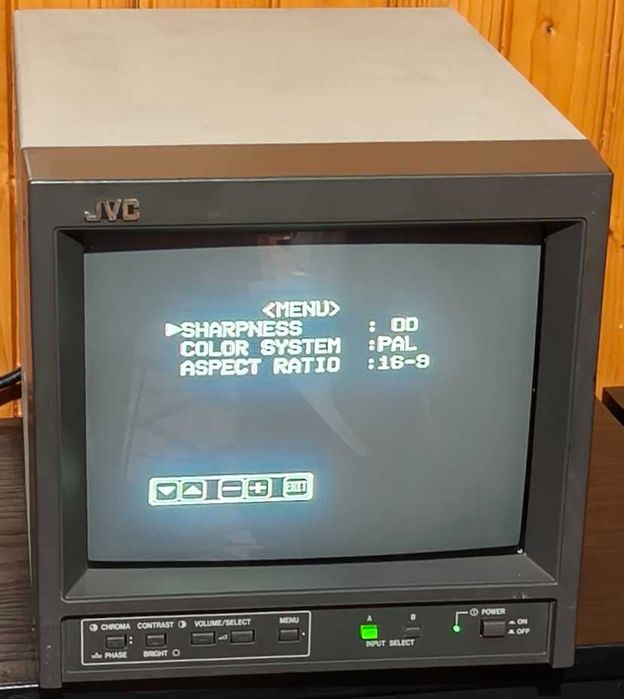 JVC
<MENU>
▶SHARPNESS : 00
COLOR SYSTEM :PAL
ASPECT RATIO :16-9
EXIT
CHROMA CONTRAST VOLUME/SELECT MENU
PHASE BRIGHT
A B
INPUT SELECT
POWER
ON
OFF